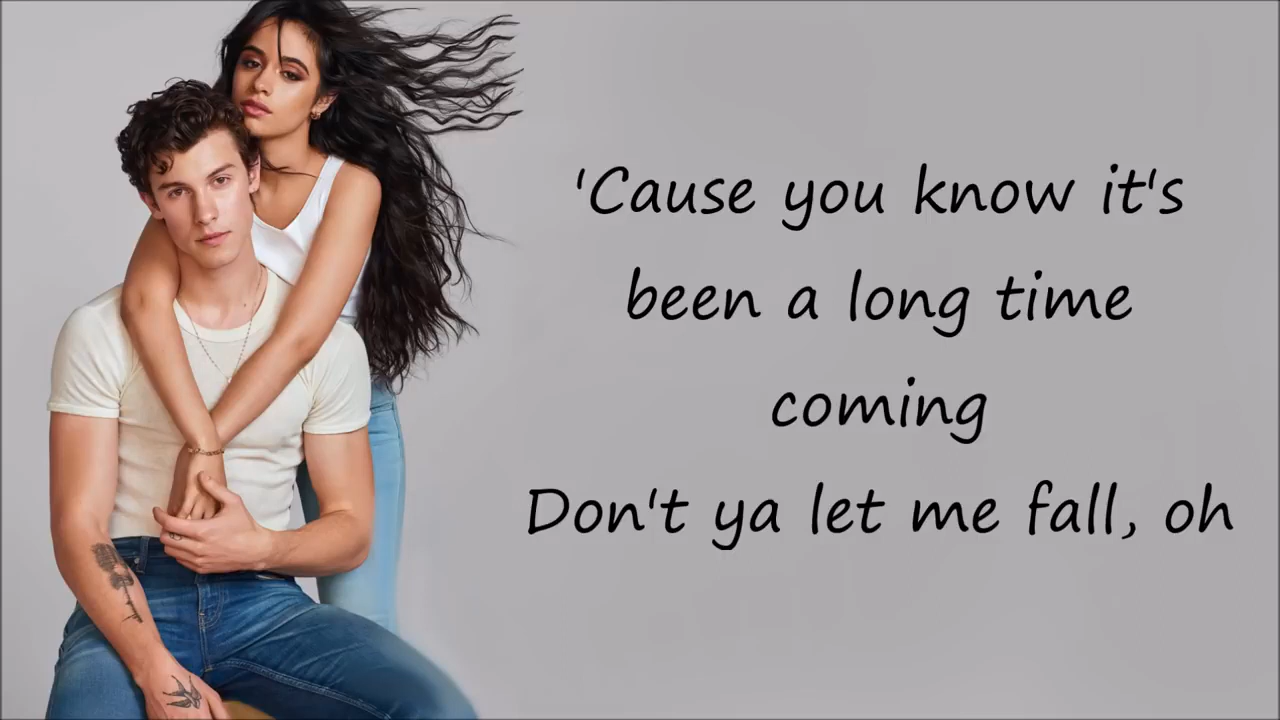 'Cause you know it's
been a long time
coming
Don't ya let me fall, oh